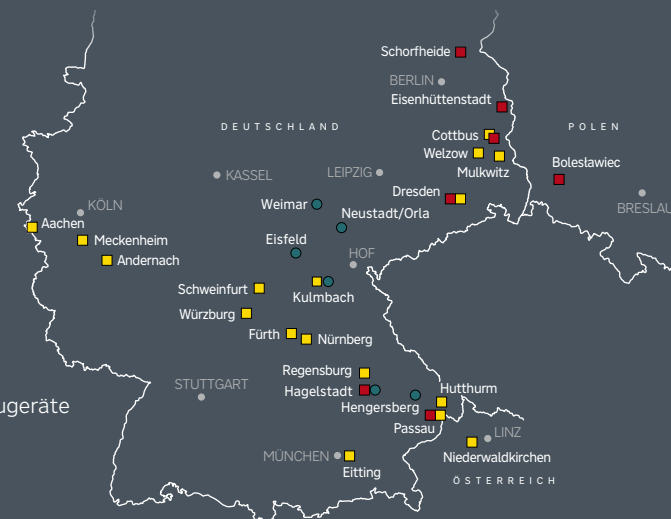 Schorfheide
BERLIN
Eisenhüttenstadt
DEUTSCHLAND
POLEN
Cottbus
Welzow
Mulkwitz
Bolesławiec
KASSEL
LEIPZIG
Dresden
BRESLAU
Weimar
KÖLN
Neustadt/Orla
Aachen
Meckenheim
Eisfeld
HOF
Andernach
Schweinfurt
Kulmbach
Würzburg
Fürth
Nürnberg
Regensburg
STUTTGART
Hagelstadt
Hutthurm
ugeräte
Hengersberg
Passau
LINZ
MÜNCHEN
Niederwaldkirchen
Eitting
ÖSTERREICH